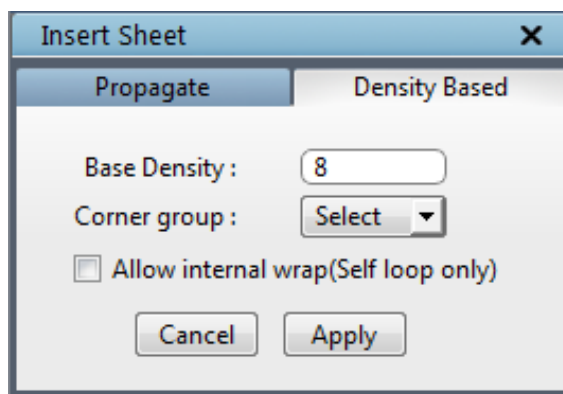 Insert Sheet
Propagate Density Based
Base Density : 8
Corner group : Select
Allow internal wrap(Self loop only)
Cancel Apply